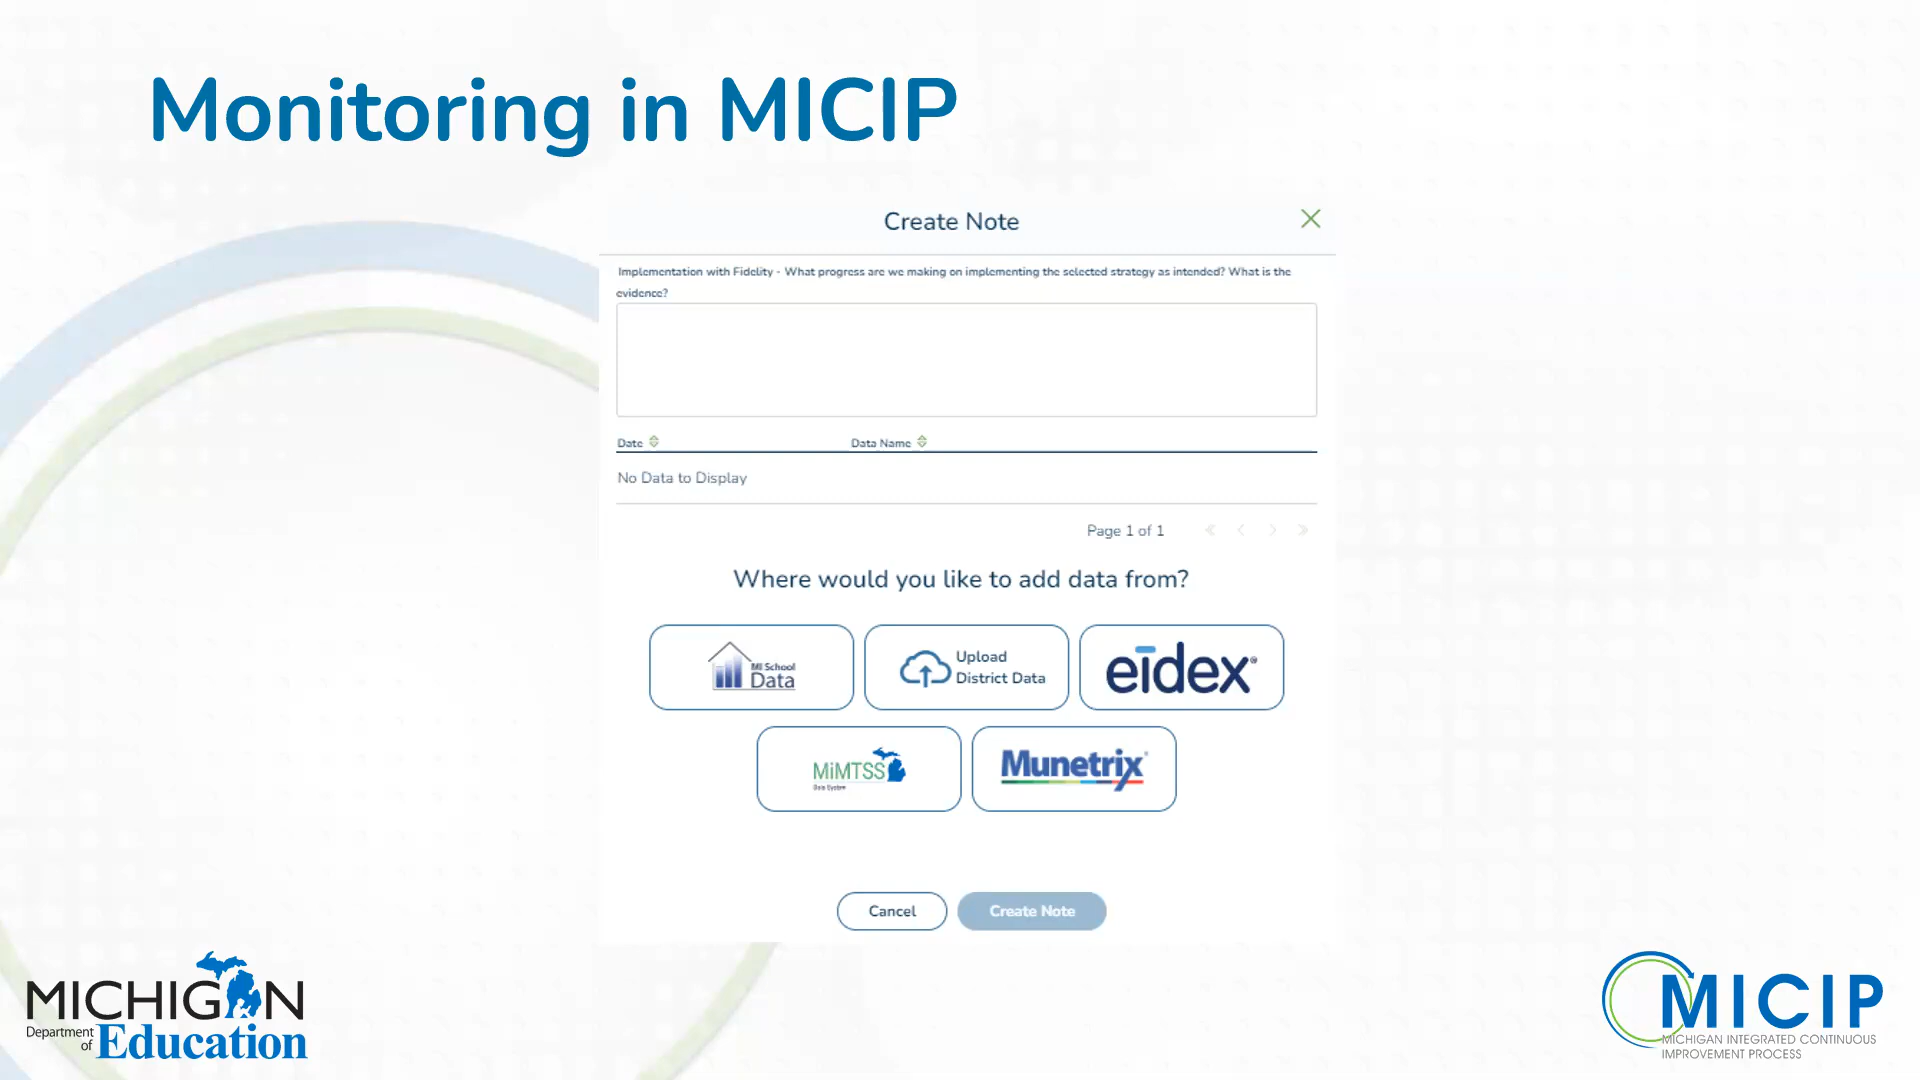 Monitoring in MICIP
Create Note
Implementation with Fidelity - What progress are we making on implementing the selected strategy as intended? What is the
evidence?
Date
Data Name
No Data to Display
Page 1 of 1
Where would you like to add data from?
MI School
Data
Upload
District Data
eidex®
MiMTSS
Data System
Munetrix
Cancel
Create Note
MICHIGAN
Department
of Education
MICIP
MICHIGAN INTEGRATED CONTINUOUS
IMPROVEMENT PROCESS